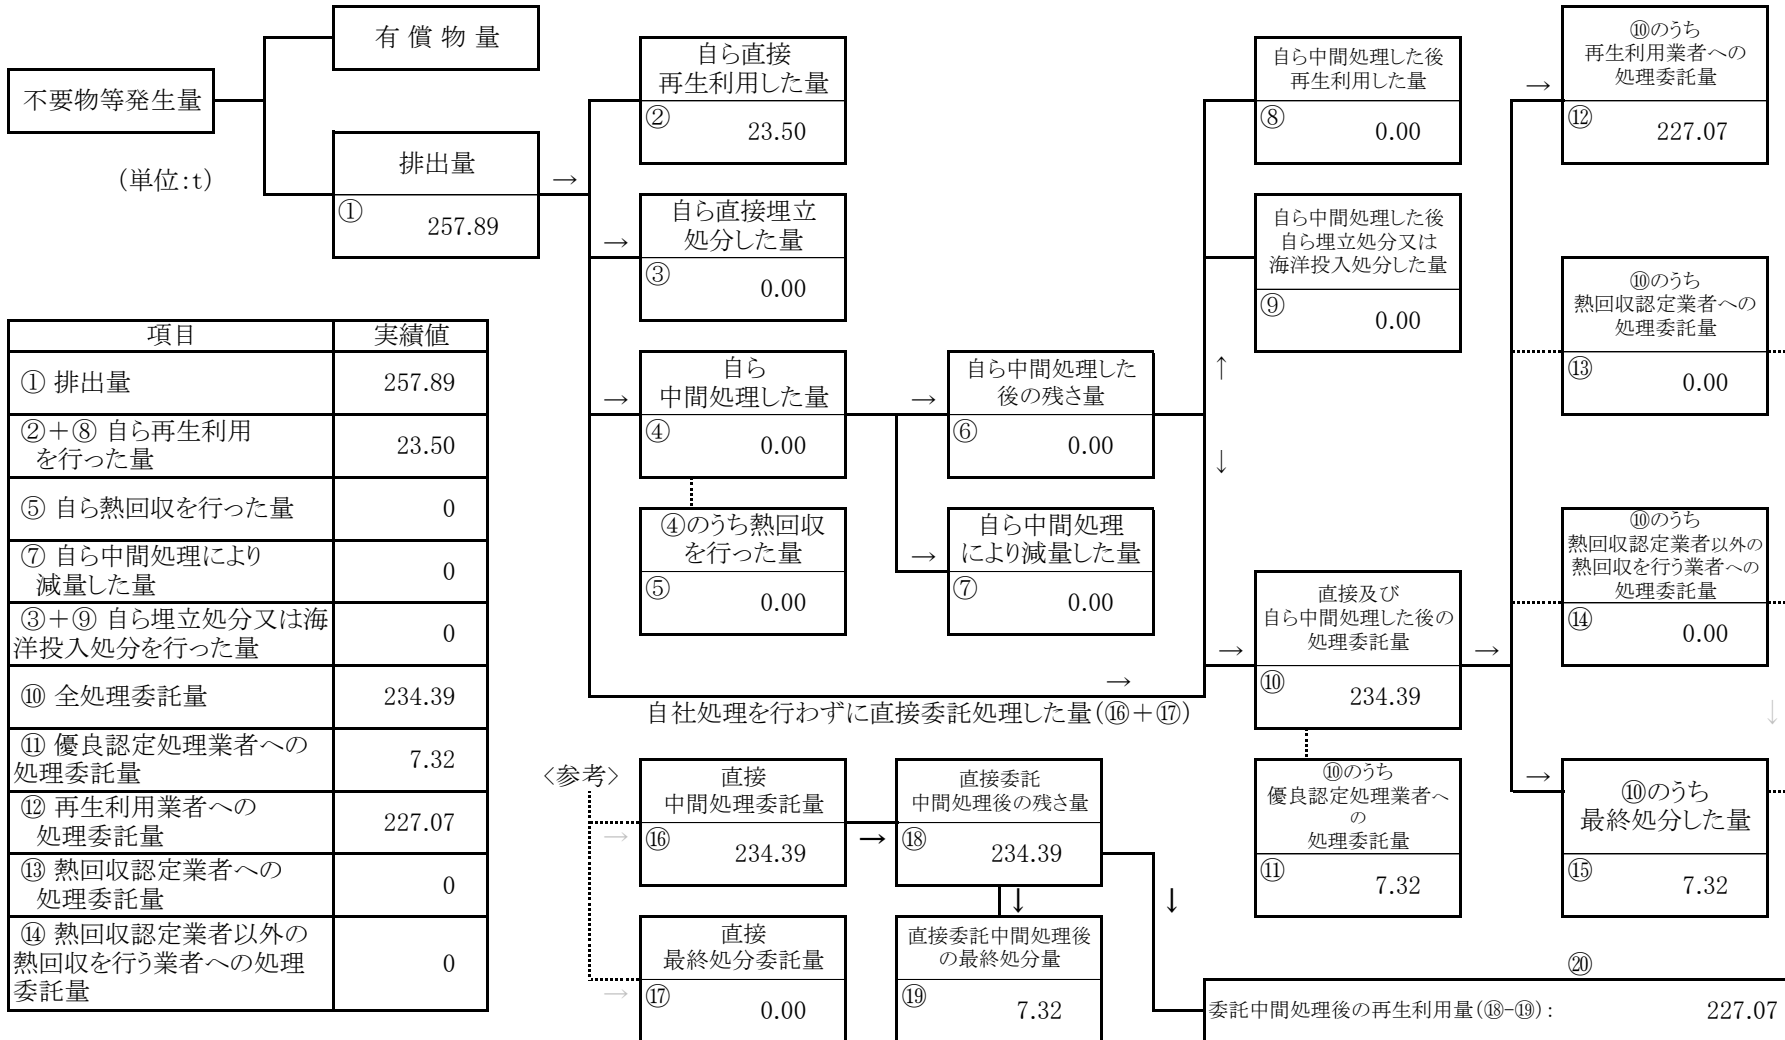 有 償 物 量
不要物等発生量
(単位:t)
排出量
①
257.89
→
自ら直接
再生利用した量
②
23.50
→
自ら直接埋立
処分した量
③
0.00
→
自ら
中間処理した量
④
0.00
④のうち熱回収
を行った量
⑤
0.00
→
自ら中間処理した
後の残さ量
⑥
0.00
→
自ら中間処理
により減量した量
⑦
0.00
自ら中間処理した後
再生利用した量
⑧
0.00
自ら中間処理した後
自ら埋立処分又は
海洋投入処分した量
⑨
0.00
↑
↓
→
自社処理を行わずに直接委託処理した量(⑯+⑰)
→
直接及び
自ら中間処理した後の
処理委託量
⑩
234.39
⑩のうち
優良認定処理業者へ
の
処理委託量
⑪
7.32
→
→
⑩のうち
再生利用業者への
処理委託量
⑫
227.07
⑩のうち
熱回収認定業者への
処理委託量
⑬
0.00
⑩のうち
熱回収認定業者以外の
熱回収を行う業者への
処理委託量
⑭
0.00
↓
→
⑩のうち
最終処分した量
⑮
7.32
項目 実績値
① 排出量 257.89
②+⑧ 自ら再生利用
を行った量 23.50
⑤ 自ら熱回収を行った量 0
⑦ 自ら中間処理により
減量した量 0
③+⑨ 自ら埋立処分又は海
洋投入処分を行った量 0
⑩ 全処理委託量 234.39
⑪ 優良認定処理業者への
処理委託量 7.32
⑫ 再生利用業者への
処理委託量 227.07
⑬ 熱回収認定業者への
処理委託量 0
⑭ 熱回収認定業者以外の
熱回収を行う業者への処理
委託量 0
<参考>
→
直接
中間処理委託量
⑯
234.39
→
直接
最終処分委託量
⑰
0.00
→
直接委託
中間処理後の残さ量
⑱
234.39
↓
直接委託中間処理後
の最終処分量
⑲
7.32
↓
⑳
委託中間処理後の再生利用量(⑱-⑲): 227.07